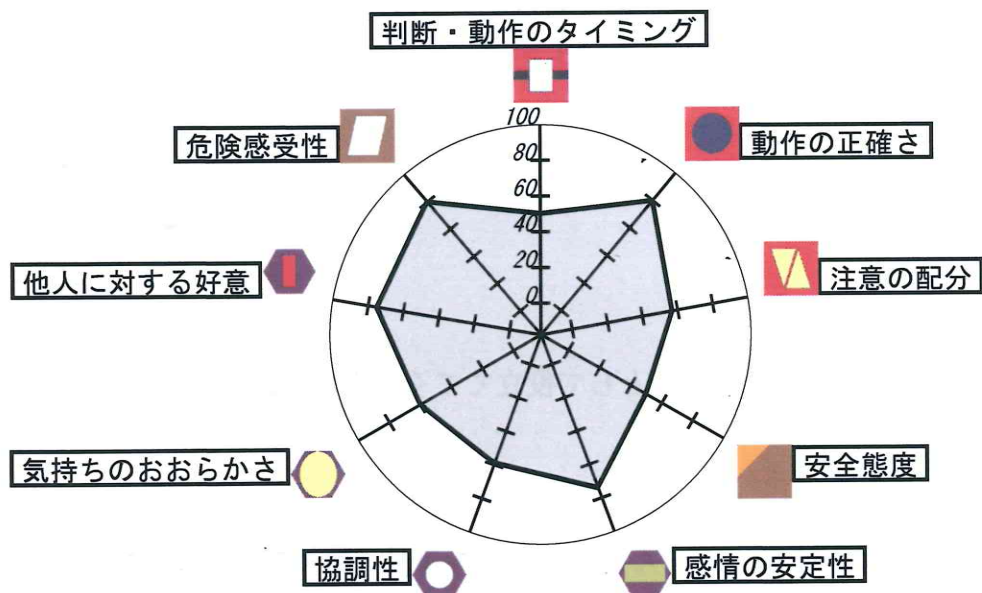 判断・動作のタイミング
危険感受性
動作の正確さ
100
80
60
40
20
0
他人に対する好意
注意の配分
気持ちのおおらかさ
安全態度
協調性
感情の安定性